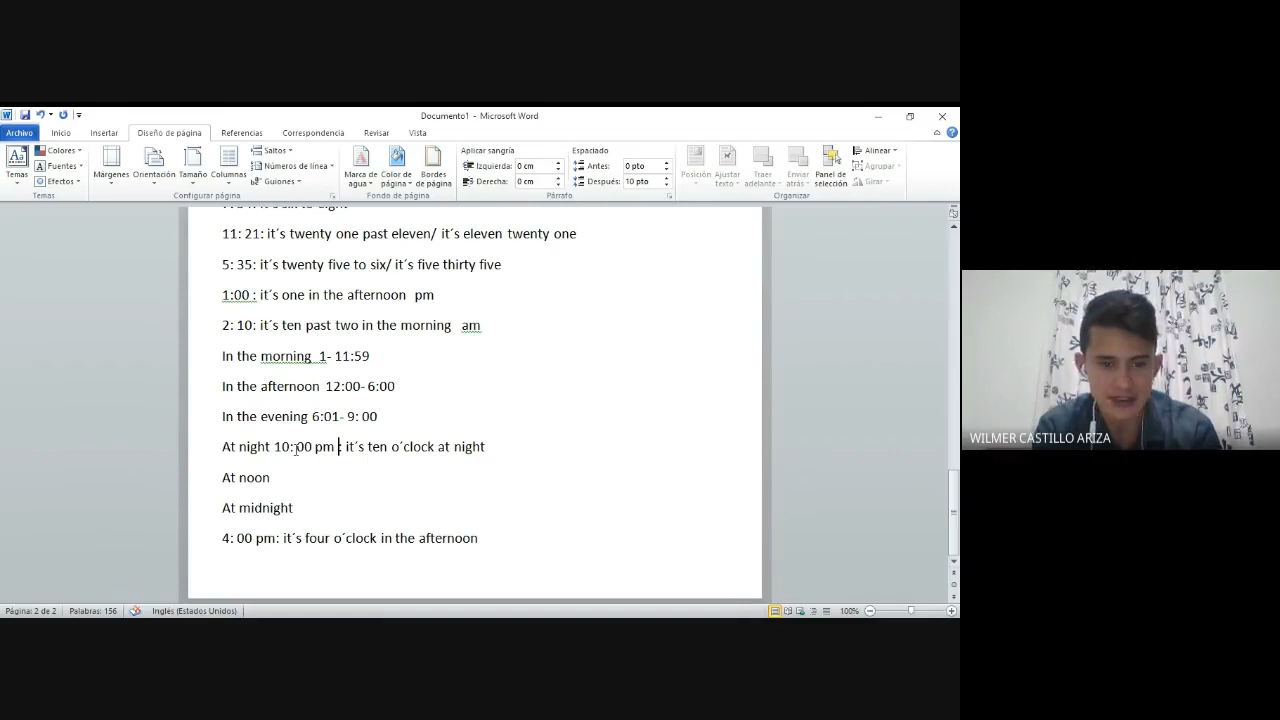 Documento1 - Microsoft Word
Archivo Inicio Insertar Diseño de página Referencias Correspondencia Revisar Vista
Temas
Colores
Fuentes
Efectos
Márgenes Orientación Tamaño Columnas
Saltos
Números de línea
Guiones
Marca de agua
Color de página
Bordes de página
Aplicar sangría
Izquierda: 0 cm
Derecha: 0 cm
Espaciado
Antes: 0 pto
Después: 10 pto
Posición
Ajustar texto
Traer adelante
Enviar atrás
Panel de selección
Alinear
Agrupar
Girar
Temas Configurar página Fondo de página Párrafo Organizar
11: 21: it´s twenty one past eleven/ it´s eleven twenty one
5: 35: it´s twenty five to six/ it´s five thirty five
1:00 : it´s one in the afternoon pm
2: 10: it´s ten past two in the morning am
In the morning 1- 11:59
In the afternoon 12:00- 6:00
In the evening 6:01- 9: 00
At night 10: 00 pm : it´s ten o´clock at night
At noon
At midnight
4: 00 pm: it´s four o´clock in the afternoon
Página: 2 de 2 Palabras: 156 Inglés (Estados Unidos) 100%
WILMER CASTILLO ARIZA